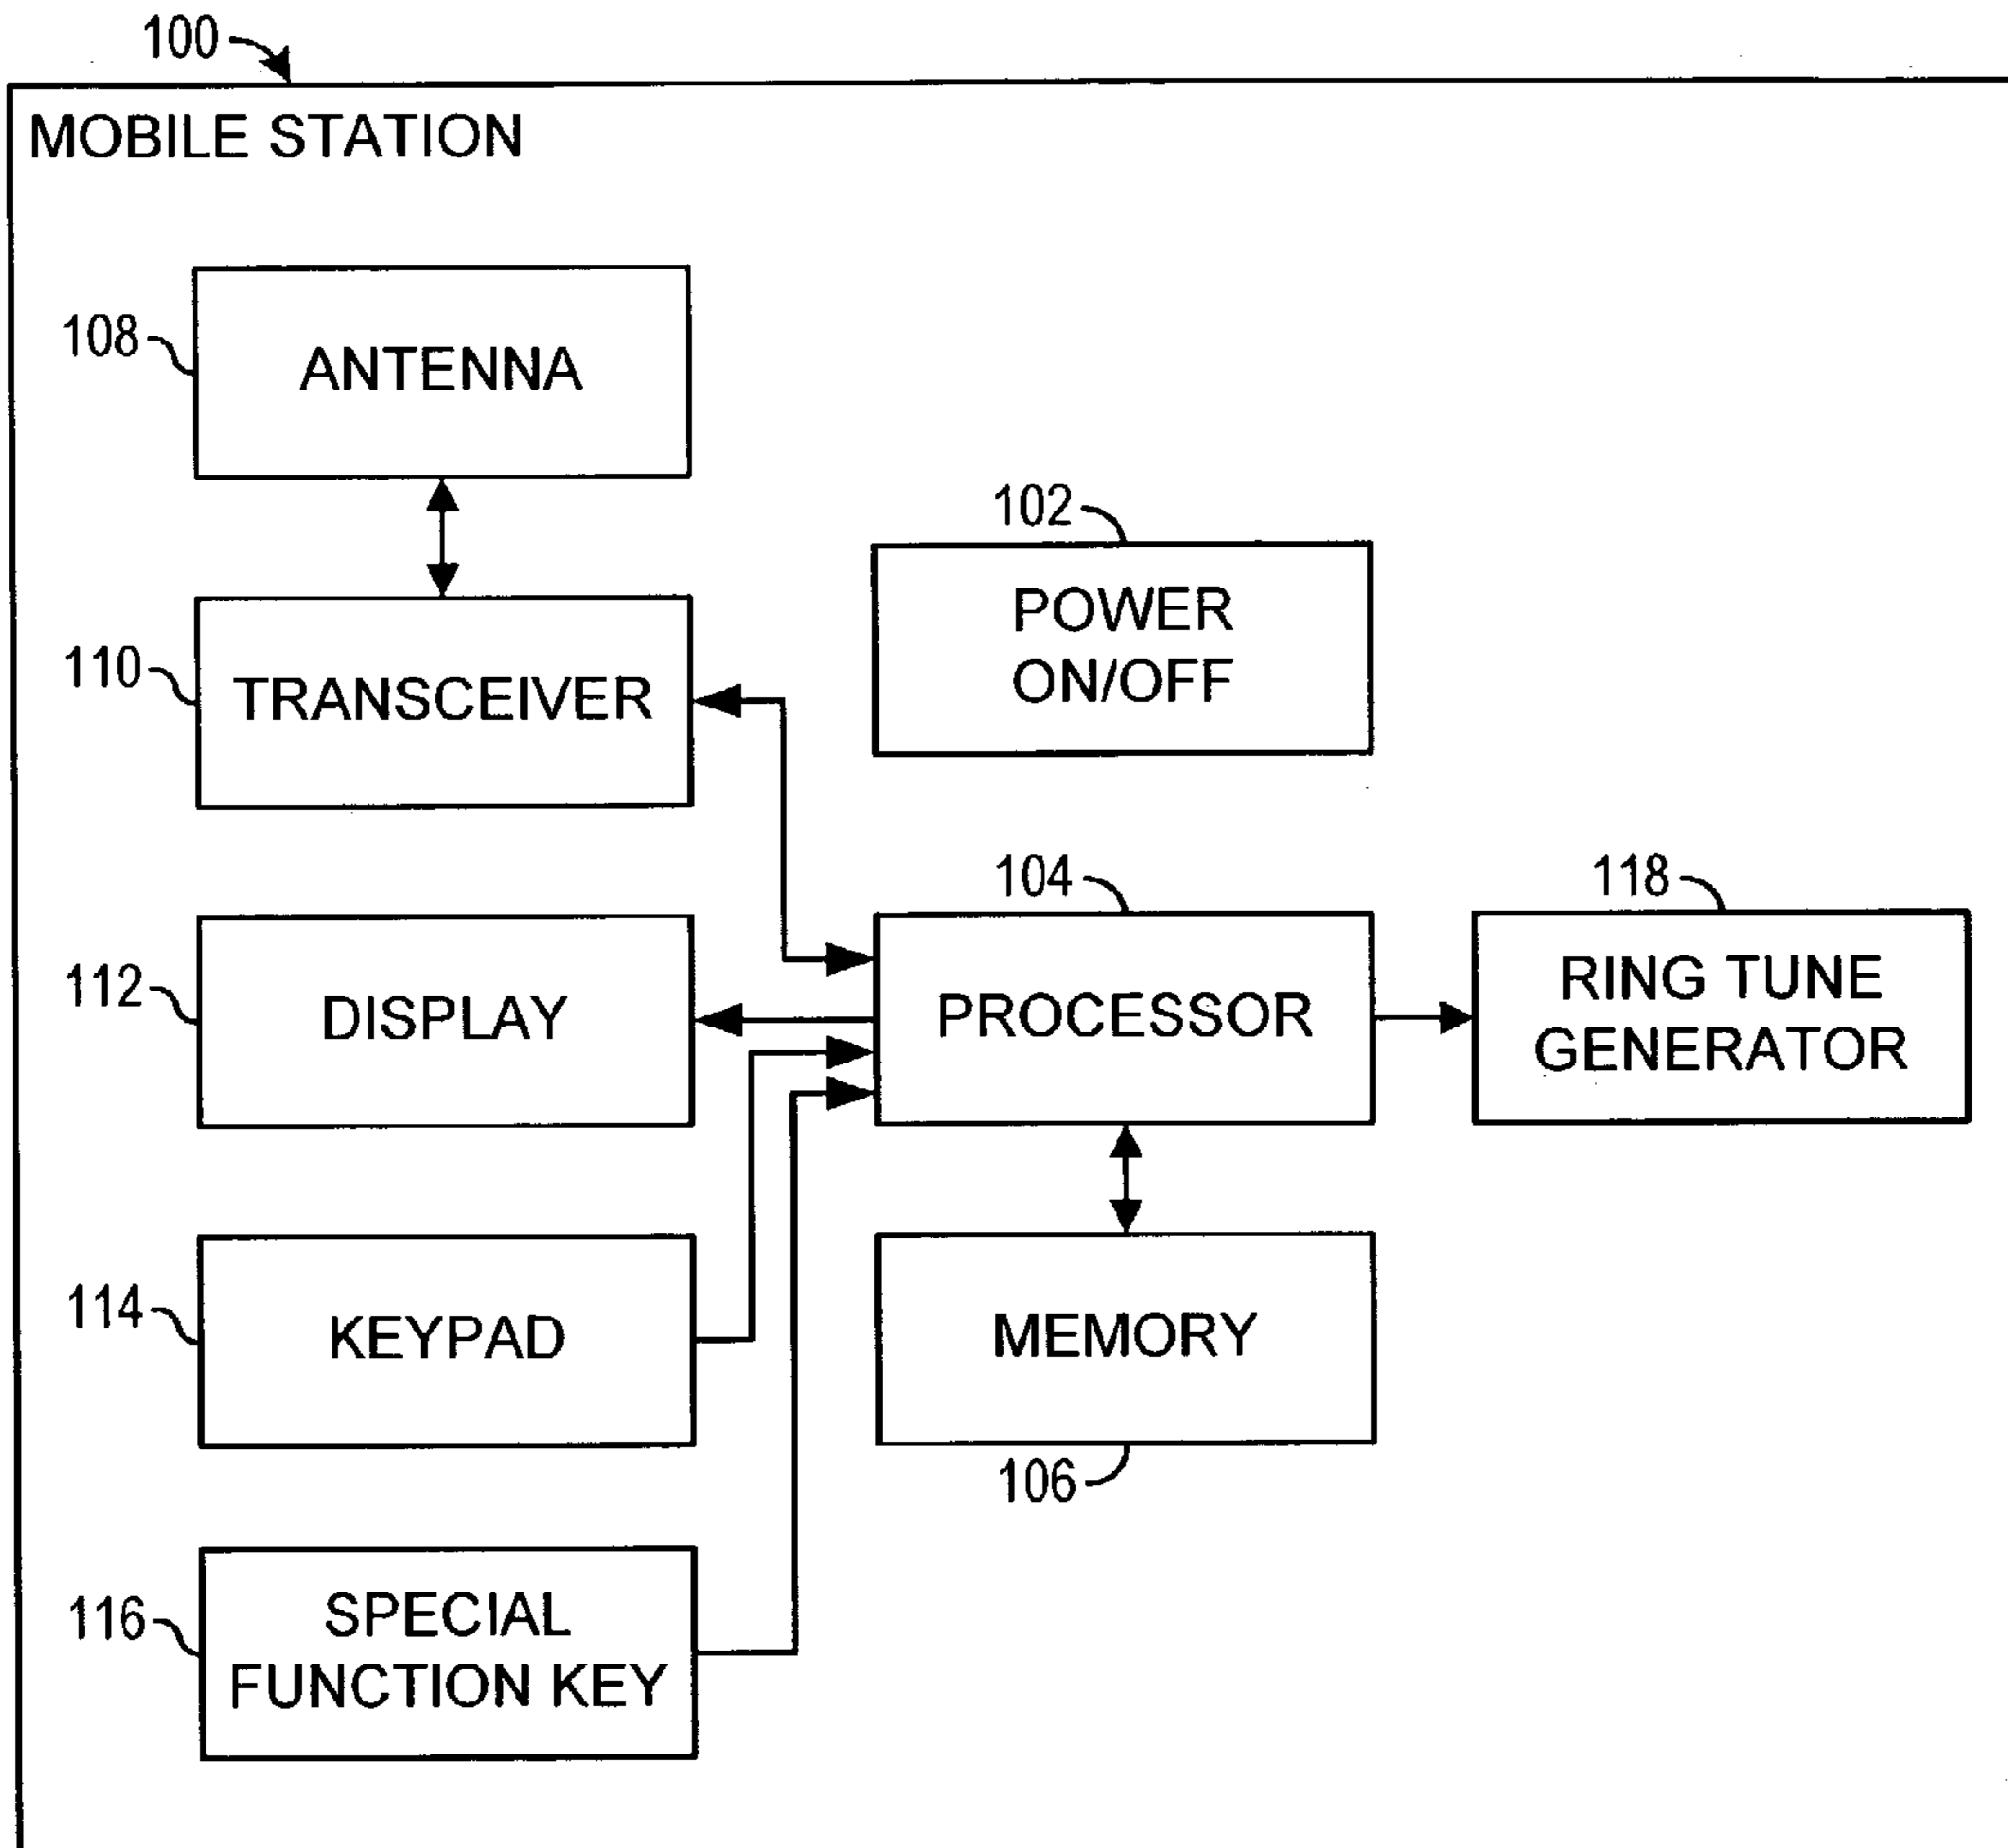 100
MOBILE STATION
108
ANTENNA
102
POWER
ON/OFF
110
TRANSCEIVER
104
118
112
DISPLAY
PROCESSOR
RING TUNE
GENERATOR
114
KEYPAD
MEMORY
106
116
SPECIAL
FUNCTION KEY